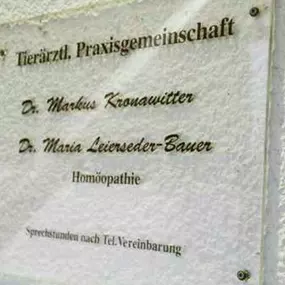 Tierärztl. Praxisgemeinschaft
Dr. Markus Kronawitter
Dr. Maria Leierseder-Bauer
Homöopathie
Sprechstunden nach Tel.Vereinbarung